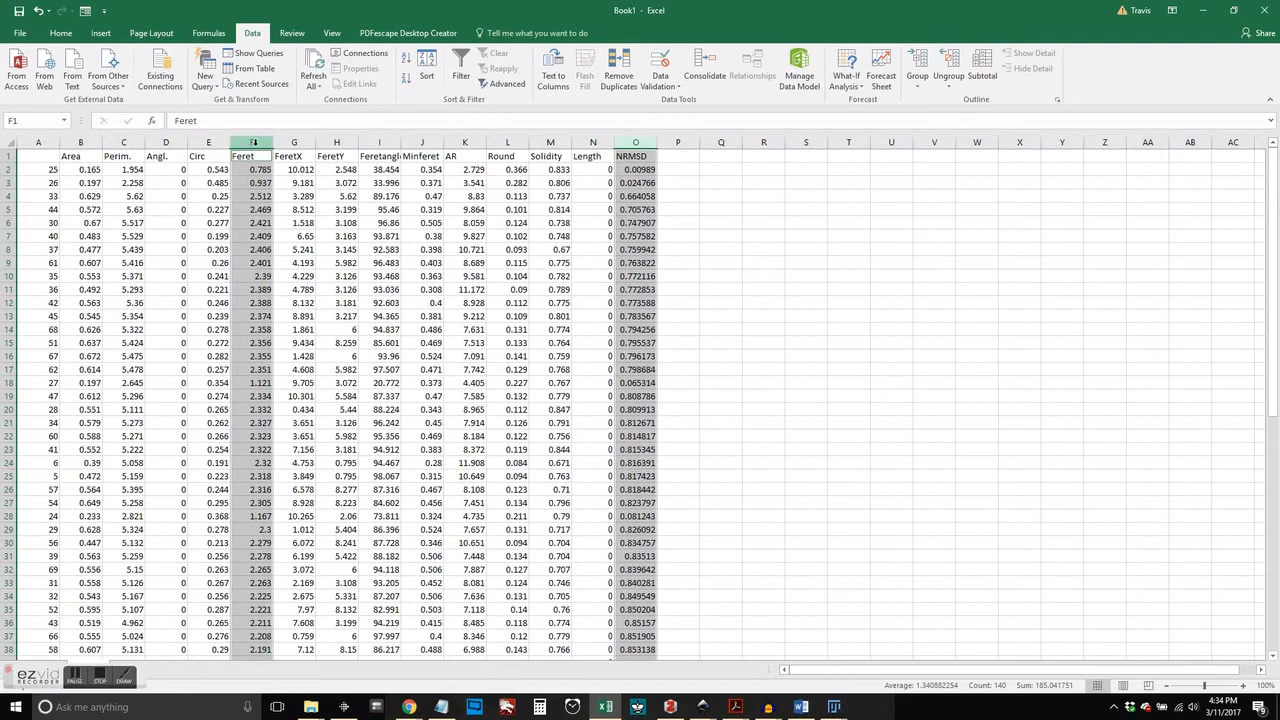 Book1 - Excel
Travis
File Home Insert Page Layout Formulas Data Review View PDFescape Desktop Creator Tell me what you want to do Share
From Access
From Web
From Text
From Other Sources
Existing Connections
Get External Data
New Query
Show Queries
From Table
Recent Sources
Get & Transform
Refresh All
Connections
Properties
Edit Links
Connections
Sort
Filter
Clear
Reapply
Advanced
Sort & Filter
Text to Columns
Flash Fill
Remove Duplicates
Data Validation
Consolidate
Relationships
Manage Data Model
Data Tools
What-If Analysis
Forecast Sheet
Forecast
Group
Ungroup
Subtotal
Show Detail
Hide Detail
Outline
F1 fx Feret
A B C D E F G H I J K L M N O P Q R S T U V W X Y Z AA AB AC
1 Area Perim. Angl. Circ Feret FeretX FeretY Feretangle Minferet AR Round Solidity Length NRMSD
2 25 0.165 1.954 0 0.543 0.785 10.012 2.548 38.454 0.354 2.729 0.366 0.833 0 0.00989
3 26 0.197 2.258 0 0.485 0.937 9.181 3.072 33.996 0.371 3.541 0.282 0.806 0 0.024766
4 33 0.629 5.62 0 0.25 2.512 3.289 5.62 89.176 0.47 8.83 0.113 0.737 0 0.664058
5 44 0.572 5.63 0 0.227 2.469 8.512 3.199 95.46 0.319 9.864 0.101 0.814 0 0.705763
6 30 0.67 5.517 0 0.277 2.421 1.518 3.108 96.86 0.505 8.059 0.124 0.738 0 0.747907
7 40 0.483 5.529 0 0.199 2.409 6.65 3.163 93.871 0.38 9.827 0.102 0.748 0 0.757582
8 37 0.477 5.439 0 0.203 2.406 5.241 3.145 92.583 0.398 10.721 0.093 0.67 0 0.759942
9 61 0.607 5.416 0 0.26 2.401 4.193 5.982 96.483 0.403 8.689 0.115 0.775 0 0.763822
10 35 0.553 5.371 0 0.241 2.39 4.229 3.126 93.468 0.363 9.581 0.104 0.782 0 0.772116
11 36 0.492 5.293 0 0.221 2.389 4.789 3.126 93.036 0.308 11.172 0.09 0.789 0 0.772853
12 42 0.563 5.36 0 0.246 2.388 8.132 3.181 92.603 0.4 8.928 0.112 0.775 0 0.773588
13 45 0.545 5.354 0 0.239 2.374 8.891 3.217 94.365 0.381 9.212 0.109 0.801 0 0.783567
14 68 0.626 5.322 0 0.278 2.358 1.861 6 94.837 0.486 7.631 0.131 0.774 0 0.794256
15 51 0.637 5.424 0 0.272 2.356 9.434 8.259 85.601 0.469 7.513 0.133 0.764 0 0.795537
16 67 0.672 5.475 0 0.282 2.355 1.428 6 93.96 0.524 7.091 0.141 0.759 0 0.796173
17 62 0.614 5.478 0 0.257 2.351 4.608 5.982 97.507 0.471 7.742 0.129 0.768 0 0.798684
18 27 0.197 2.645 0 0.354 1.121 9.705 3.072 20.772 0.373 4.405 0.227 0.767 0 0.065314
19 47 0.612 5.296 0 0.274 2.334 10.301 5.584 87.347 0.47 7.585 0.132 0.779 0 0.808786
20 28 0.551 5.111 0 0.265 2.332 0.434 5.44 88.224 0.343 8.965 0.112 0.847 0 0.809913
21 34 0.579 5.273 0 0.262 2.327 3.651 3.126 96.242 0.45 7.914 0.126 0.791 0 0.812671
22 60 0.588 5.271 0 0.266 2.323 3.651 5.982 95.356 0.469 8.184 0.122 0.756 0 0.814817
23 41 0.552 5.223 0 0.254 2.322 7.156 3.181 94.912 0.383 8.372 0.119 0.844 0 0.815345
24 6 0.39 5.058 0 0.191 2.32 4.753 0.795 94.467 0.28 11.908 0.084 0.671 0 0.816391
25 5 0.472 5.159 0 0.223 2.318 3.849 0.795 98.067 0.315 10.649 0.094 0.763 0 0.817423
26 57 0.564 5.395 0 0.244 2.316 6.578 8.277 87.316 0.467 8.108 0.123 0.71 0 0.818442
27 54 0.649 5.258 0 0.295 2.305 8.928 8.223 84.602 0.456 7.451 0.134 0.796 0 0.823797
28 24 0.233 2.821 0 0.368 1.167 10.265 2.06 73.811 0.324 4.735 0.211 0.79 0 0.081243
29 29 0.628 5.324 0 0.278 2.3 1.012 5.404 86.396 0.524 7.657 0.131 0.717 0 0.826092
30 56 0.447 5.132 0 0.213 2.279 6.072 8.241 87.728 0.346 10.651 0.094 0.704 0 0.834757
31 39 0.563 5.259 0 0.256 2.278 6.199 5.422 88.182 0.506 7.448 0.134 0.704 0 0.83513
32 69 0.556 5.15 0 0.263 2.265 3.072 6 94.118 0.506 7.887 0.127 0.707 0 0.839642
33 31 0.558 5.126 0 0.267 2.263 2.169 3.108 93.205 0.452 8.081 0.124 0.746 0 0.840281
34 32 0.543 5.167 0 0.256 2.225 2.675 5.331 87.207 0.456 7.636 0.131 0.705 0 0.849549
35 52 0.595 5.107 0 0.287 2.221 7.97 8.132 82.991 0.503 7.118 0.14 0.76 0 0.850204
36 43 0.519 4.962 0 0.265 2.211 7.608 3.199 94.219 0.415 8.485 0.118 0.774 0 0.85157
37 66 0.555 5.024 0 0.276 2.208 0.759 6 97.997 0.4 8.346 0.12 0.779 0 0.851905
38 58 0.607 5.131 0 0.29 2.191 7.12 8.15 86.217 0.488 6.988 0.143 0.766 0 0.853138
ezvid RECORDER PAUSE STOP DRAW
Average: 1.340882254 Count: 140 Sum: 185.041751 100%
Ask me anything
4:34 PM
3/11/2017